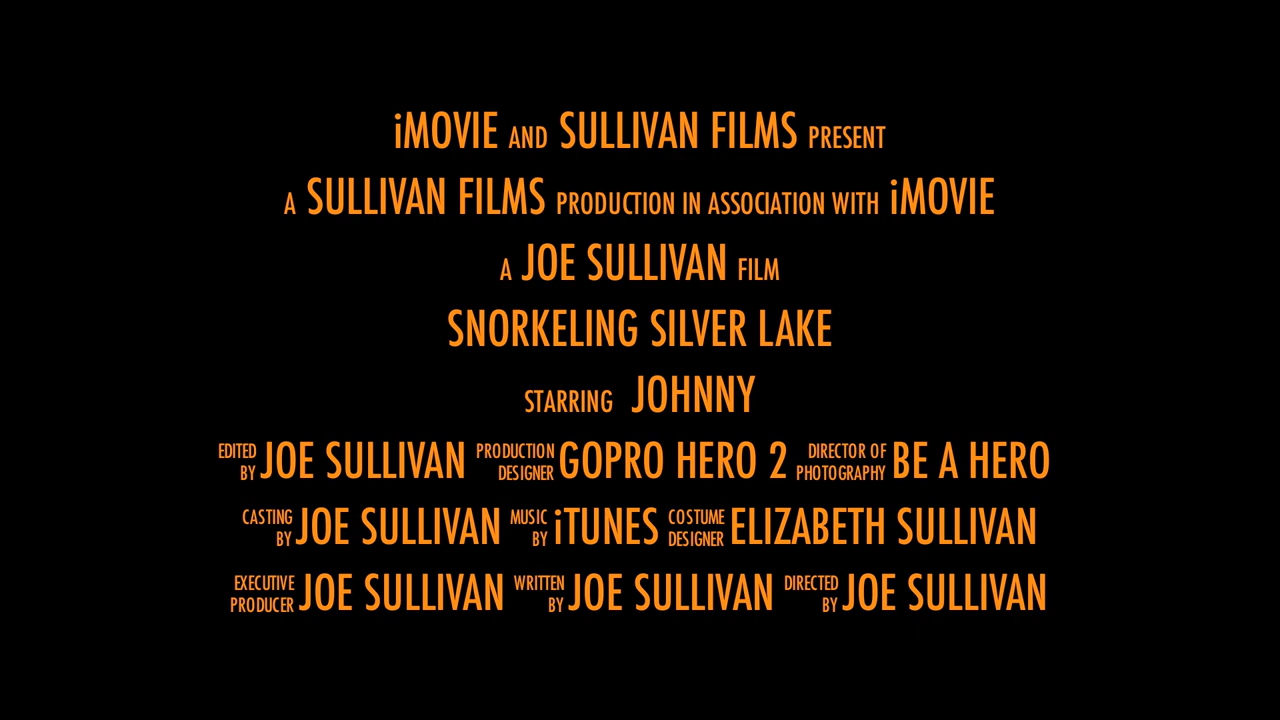 iMOVIE AND SULLIVAN FILMS PRESENT
A SULLIVAN FILMS PRODUCTION IN ASSOCIATION WITH iMOVIE
A JOE SULLIVAN FILM
SNORKELING SILVER LAKE
STARRING JOHNNY
EDITED BY JOE SULLIVAN PRODUCTION DESIGNER GOPRO HERO 2 DIRECTOR OF PHOTOGRAPHY BE A HERO
CASTING BY JOE SULLIVAN MUSIC BY iTUNES COSTUME DESIGNER ELIZABETH SULLIVAN
EXECUTIVE PRODUCER JOE SULLIVAN WRITTEN BY JOE SULLIVAN DIRECTED BY JOE SULLIVAN